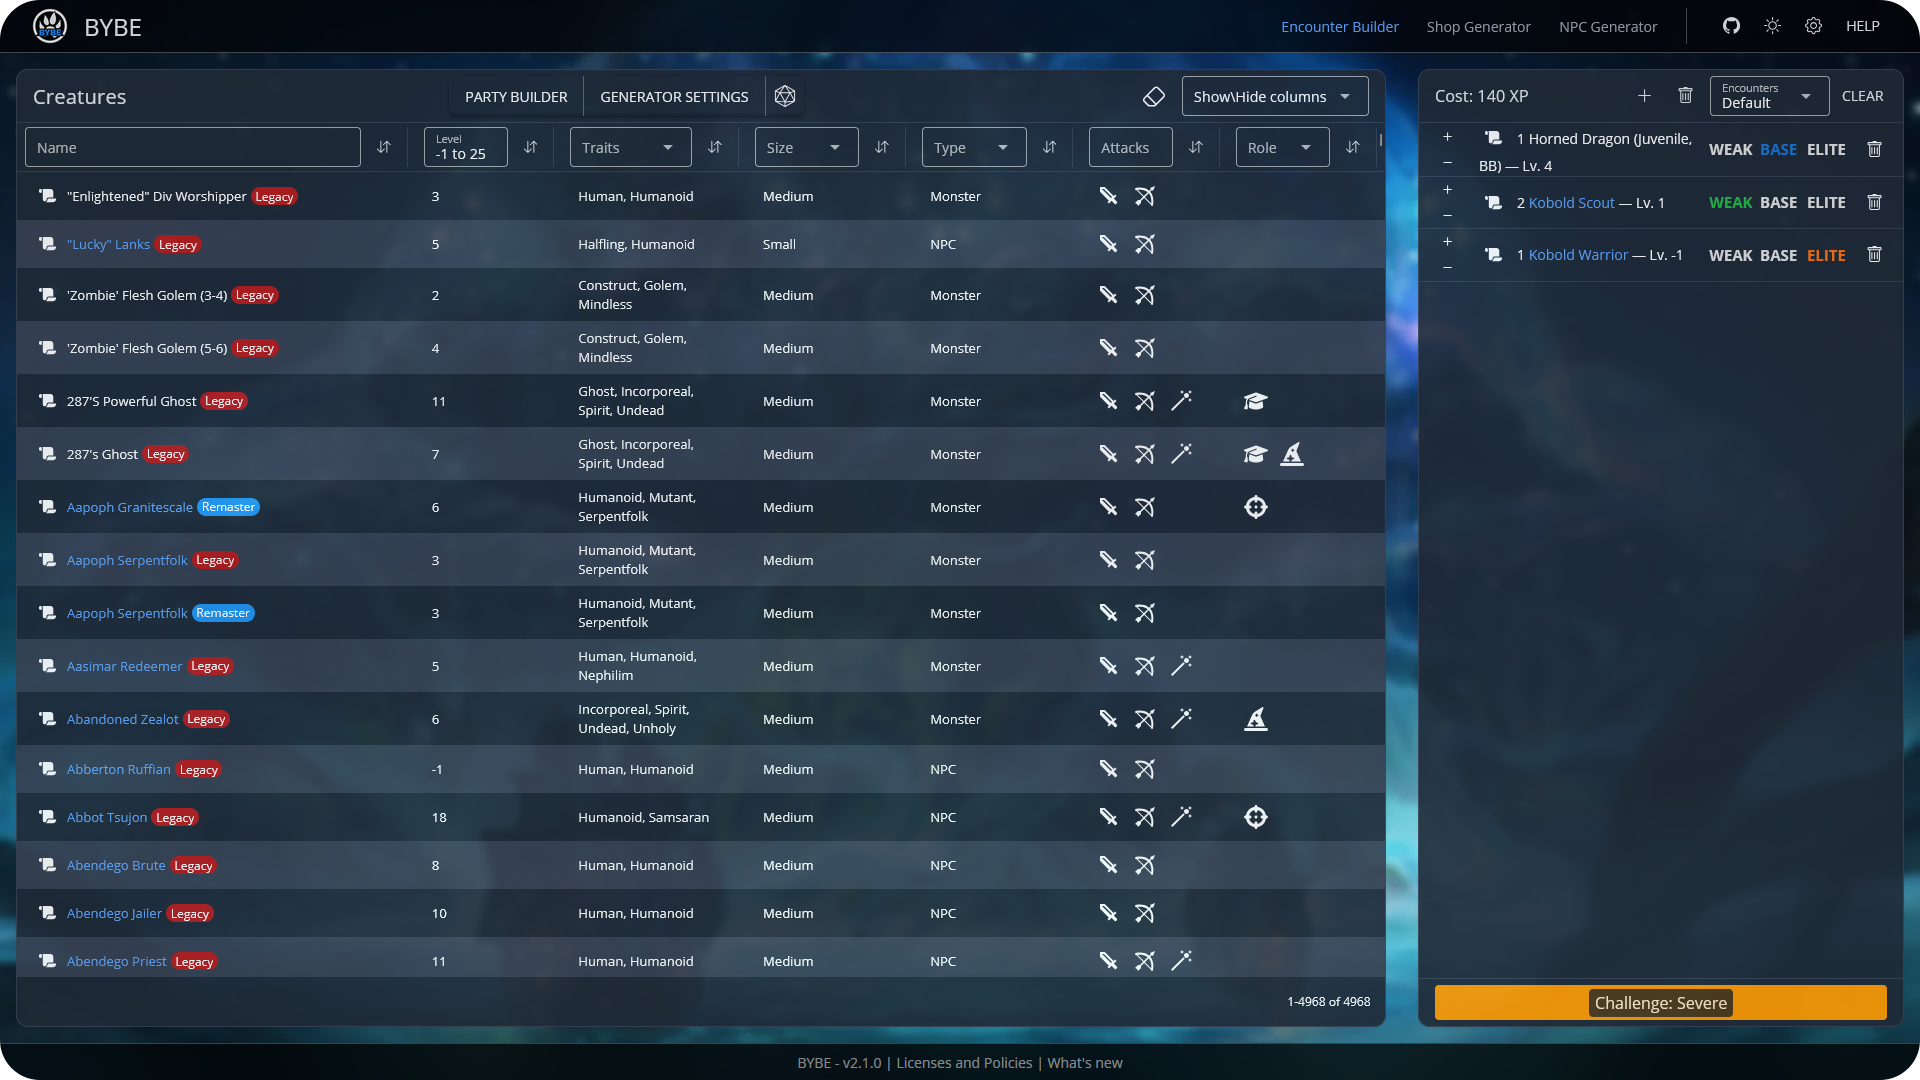 BYBE
BYBE
Encounter Builder
Shop Generator
NPC Generator
HELP
Creatures
PARTY BUILDER
GENERATOR SETTINGS
Show\Hide columns
Name
Level
-1 to 25
Traits
Size
Type
Attacks
Role
"Enlightened" Div Worshipper Legacy 3 Human, Humanoid Medium Monster
"Lucky" Lanks Legacy 5 Halfling, Humanoid Small NPC
'Zombie' Flesh Golem (3-4) Legacy 2 Construct, Golem, Mindless Medium Monster
'Zombie' Flesh Golem (5-6) Legacy 4 Construct, Golem, Mindless Medium Monster
287'S Powerful Ghost Legacy 11 Ghost, Incorporeal, Spirit, Undead Medium Monster
287's Ghost Legacy 7 Ghost, Incorporeal, Spirit, Undead Medium Monster
Aapoph Granitescale Remaster 6 Humanoid, Mutant, Serpentfolk Medium Monster
Aapoph Serpentfolk Legacy 3 Humanoid, Mutant, Serpentfolk Medium Monster
Aapoph Serpentfolk Remaster 3 Humanoid, Mutant, Serpentfolk Medium Monster
Aasimar Redeemer Legacy 5 Human, Humanoid, Nephilim Medium Monster
Abandoned Zealot Legacy 6 Incorporeal, Spirit, Undead, Unholy Medium Monster
Abberton Ruffian Legacy -1 Human, Humanoid Medium NPC
Abbot Tsujon Legacy 18 Humanoid, Samsaran Medium NPC
Abendego Brute Legacy 8 Human, Humanoid Medium NPC
Abendego Jailer Legacy 10 Human, Humanoid Medium NPC
Abendego Priest Legacy 11 Human, Humanoid Medium NPC
1-4968 of 4968
Cost: 140 XP
Encounters
Default
CLEAR
+ 1 Horned Dragon (Juvenile,
− BB) — Lv. 4
WEAK BASE ELITE
+ − 2 Kobold Scout — Lv. 1 WEAK BASE ELITE
+ − 1 Kobold Warrior — Lv. -1 WEAK BASE ELITE
Challenge: Severe
BYBE - v2.1.0 | Licenses and Policies | What's new